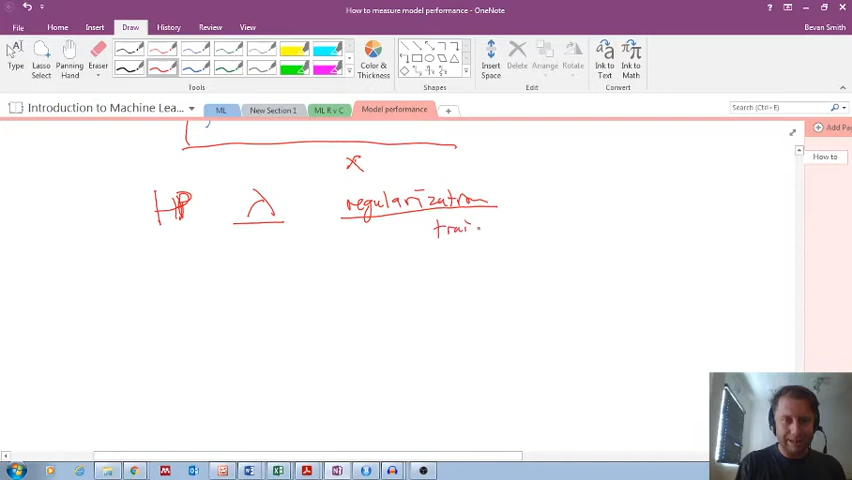 How to measure model performance - OneNote
Bevan Smith
File Home Insert Draw History Review View
Type Lasso Select Panning Hand Eraser Color & Thickness Insert Space Delete Arrange Rotate Ink to Text Ink to Math
Tools Shapes Edit Convert
Introduction to Machine Lea... ML New Section 1 ML R v C Model performance + Search (Ctrl+E)
Add Pag
How to
x
HP λ regularization
trai